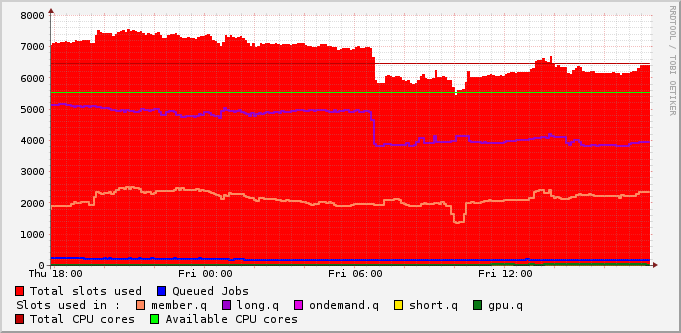 8000
7000
6000
5000
4000
3000
2000
1000
0
Thu 18:00 Fri 00:00 Fri 06:00 Fri 12:00
Total slots used Queued Jobs
Slots used in : member.q long.q ondemand.q short.q gpu.q
Total CPU cores Available CPU cores
RRDTOOL / TOBI OETIKER